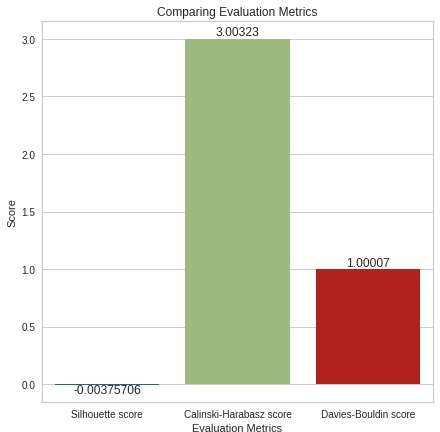 Comparing Evaluation Metrics
3.00323
3.0
2.5
2.0
Score
1.5
1.00007
1.0
0.5
0.0
-0.00375706
Silhouette score
Calinski-Harabasz score
Davies-Bouldin score
Evaluation Metrics